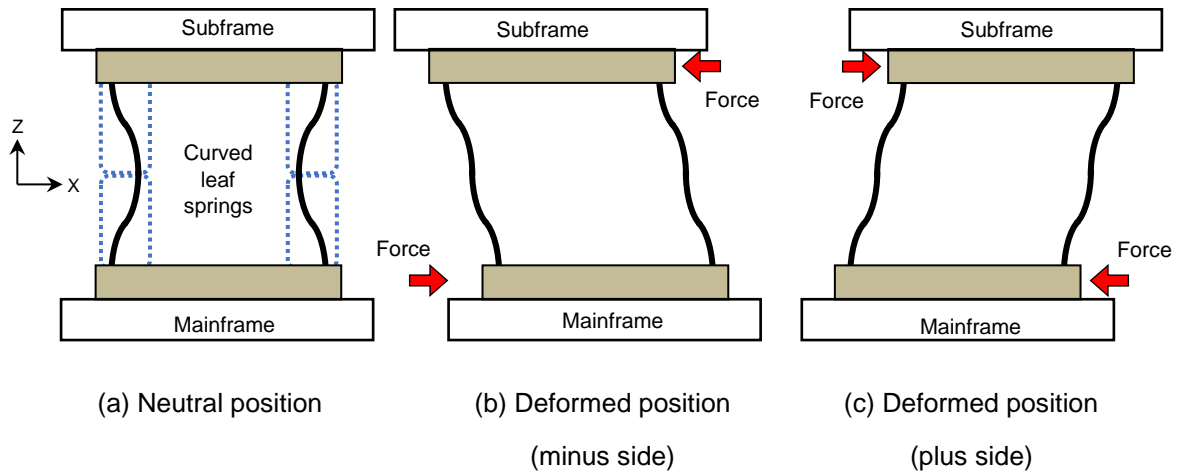 Subframe
Z
X
Curved
leaf
springs
Mainframe
(a) Neutral position
Subframe
Force
Force
Mainframe
(b) Deformed position
(minus side)
Subframe
Force
Force
Mainframe
(c) Deformed position
(plus side)